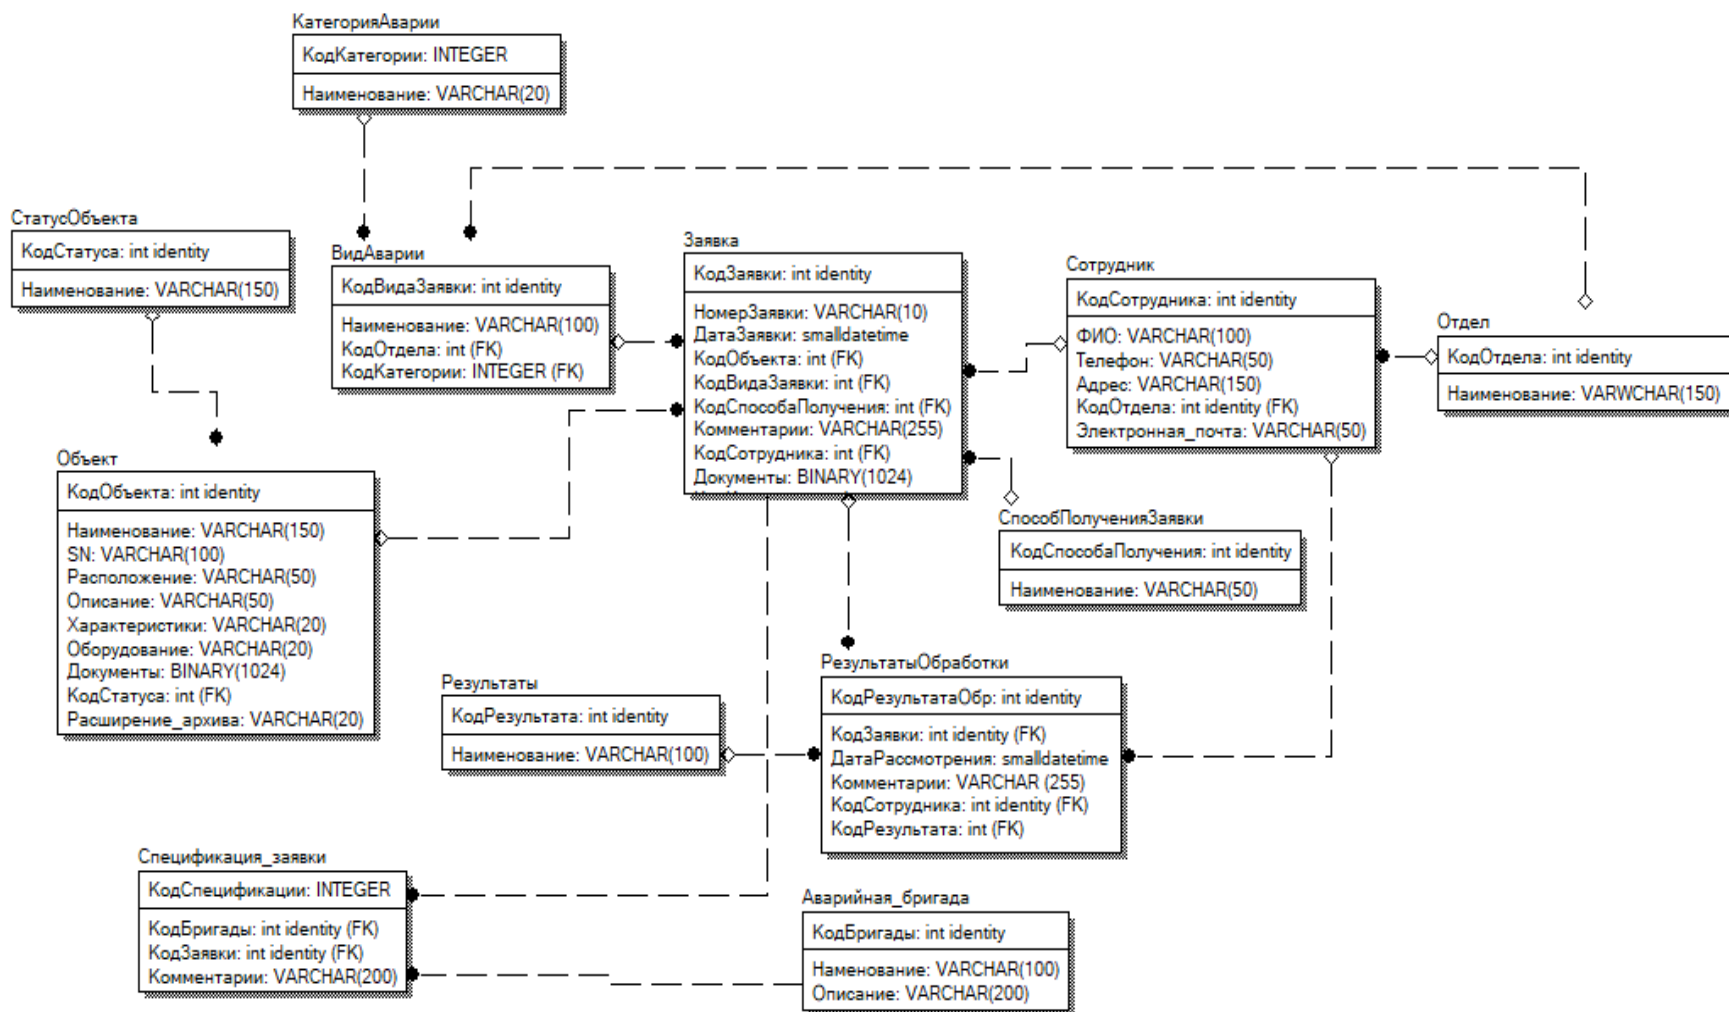 КатегорияАварии
КодКатегории: INTEGER
Наименование: VARCHAR(20)
СтатусОбъекта
КодСтатуса: int identity
Наименование: VARCHAR(150)
ВидАварии
КодВидаЗаявки: int identity
Наименование: VARCHAR(100)
КодОтдела: int (FK)
КодКатегории: INTEGER (FK)
Заявка
КодЗаявки: int identity
НомерЗаявки: VARCHAR(10)
ДатаЗаявки: smalldatetime
КодОбъекта: int (FK)
КодВидаЗаявки: int (FK)
КодСпособаПолучения: int (FK)
Комментарии: VARCHAR(255)
КодСотрудника: int (FK)
Документы: BINARY(1024)
Сотрудник
КодСотрудника: int identity
ФИО: VARCHAR(100)
Телефон: VARCHAR(50)
Адрес: VARCHAR(150)
КодОтдела: int identity (FK)
Электронная_почта: VARCHAR(50)
Отдел
КодОтдела: int identity
Наименование: VARWCHAR(150)
Объект
КодОбъекта: int identity
Наименование: VARCHAR(150)
SN: VARCHAR(100)
Расположение: VARCHAR(50)
Описание: VARCHAR(50)
Характеристики: VARCHAR(20)
Оборудование: VARCHAR(20)
Документы: BINARY(1024)
КодСтатуса: int (FK)
Расширение_архива: VARCHAR(20)
СпособПолученияЗаявки
КодСпособаПолучения: int identity
Наименование: VARCHAR(50)
Результаты
КодРезультата: int identity
Наименование: VARCHAR(100)
РезультатыОбработки
КодРезультатаОбр: int identity
КодЗаявки: int identity (FK)
ДатаРассмотрения: smalldatetime
Комментарии: VARCHAR (255)
КодСотрудника: int identity (FK)
КодРезультата: int (FK)
Спецификация_заявки
КодСпецификации: INTEGER
КодБригады: int identity (FK)
КодЗаявки: int identity (FK)
Комментарии: VARCHAR(200)
Аварийная_бригада
КодБригады: int identity
Наменование: VARCHAR(100)
Описание: VARCHAR(200)